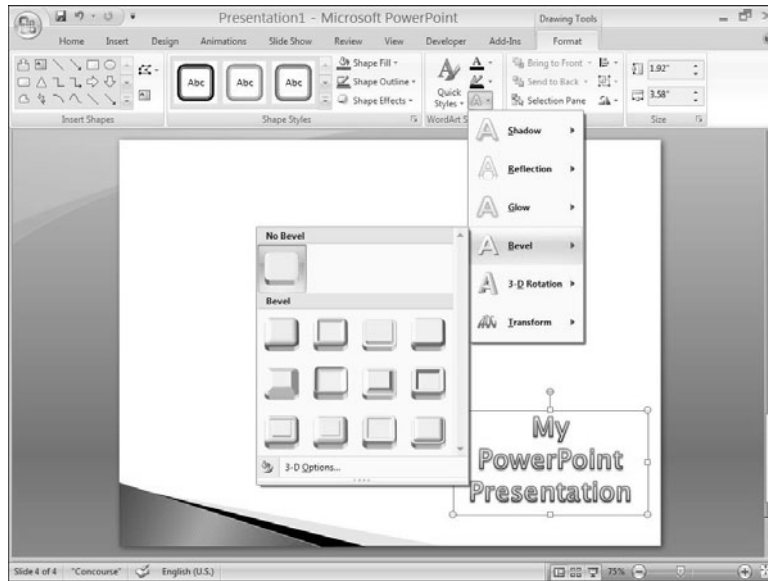 Presentation1 - Microsoft PowerPoint
Drawing Tools
Home Insert Design Animations Slide Show Review View Developer Add-Ins Format
Abc Abc Abc
Shape Fill
Shape Outline
Shape Effects
Quick
Styles
A
Bring to Front
Send to Back
Selection Pane
1.92"
3.58"
Insert Shapes Shape Styles WordArt S Size
Shadow
Reflection
Glow
Bevel
3-D Rotation
Transform
No Bevel
Bevel
3-D Options...
My
PowerPoint
Presentation
Slide 4 of 4 "Concourse" English (U.S.) 75%